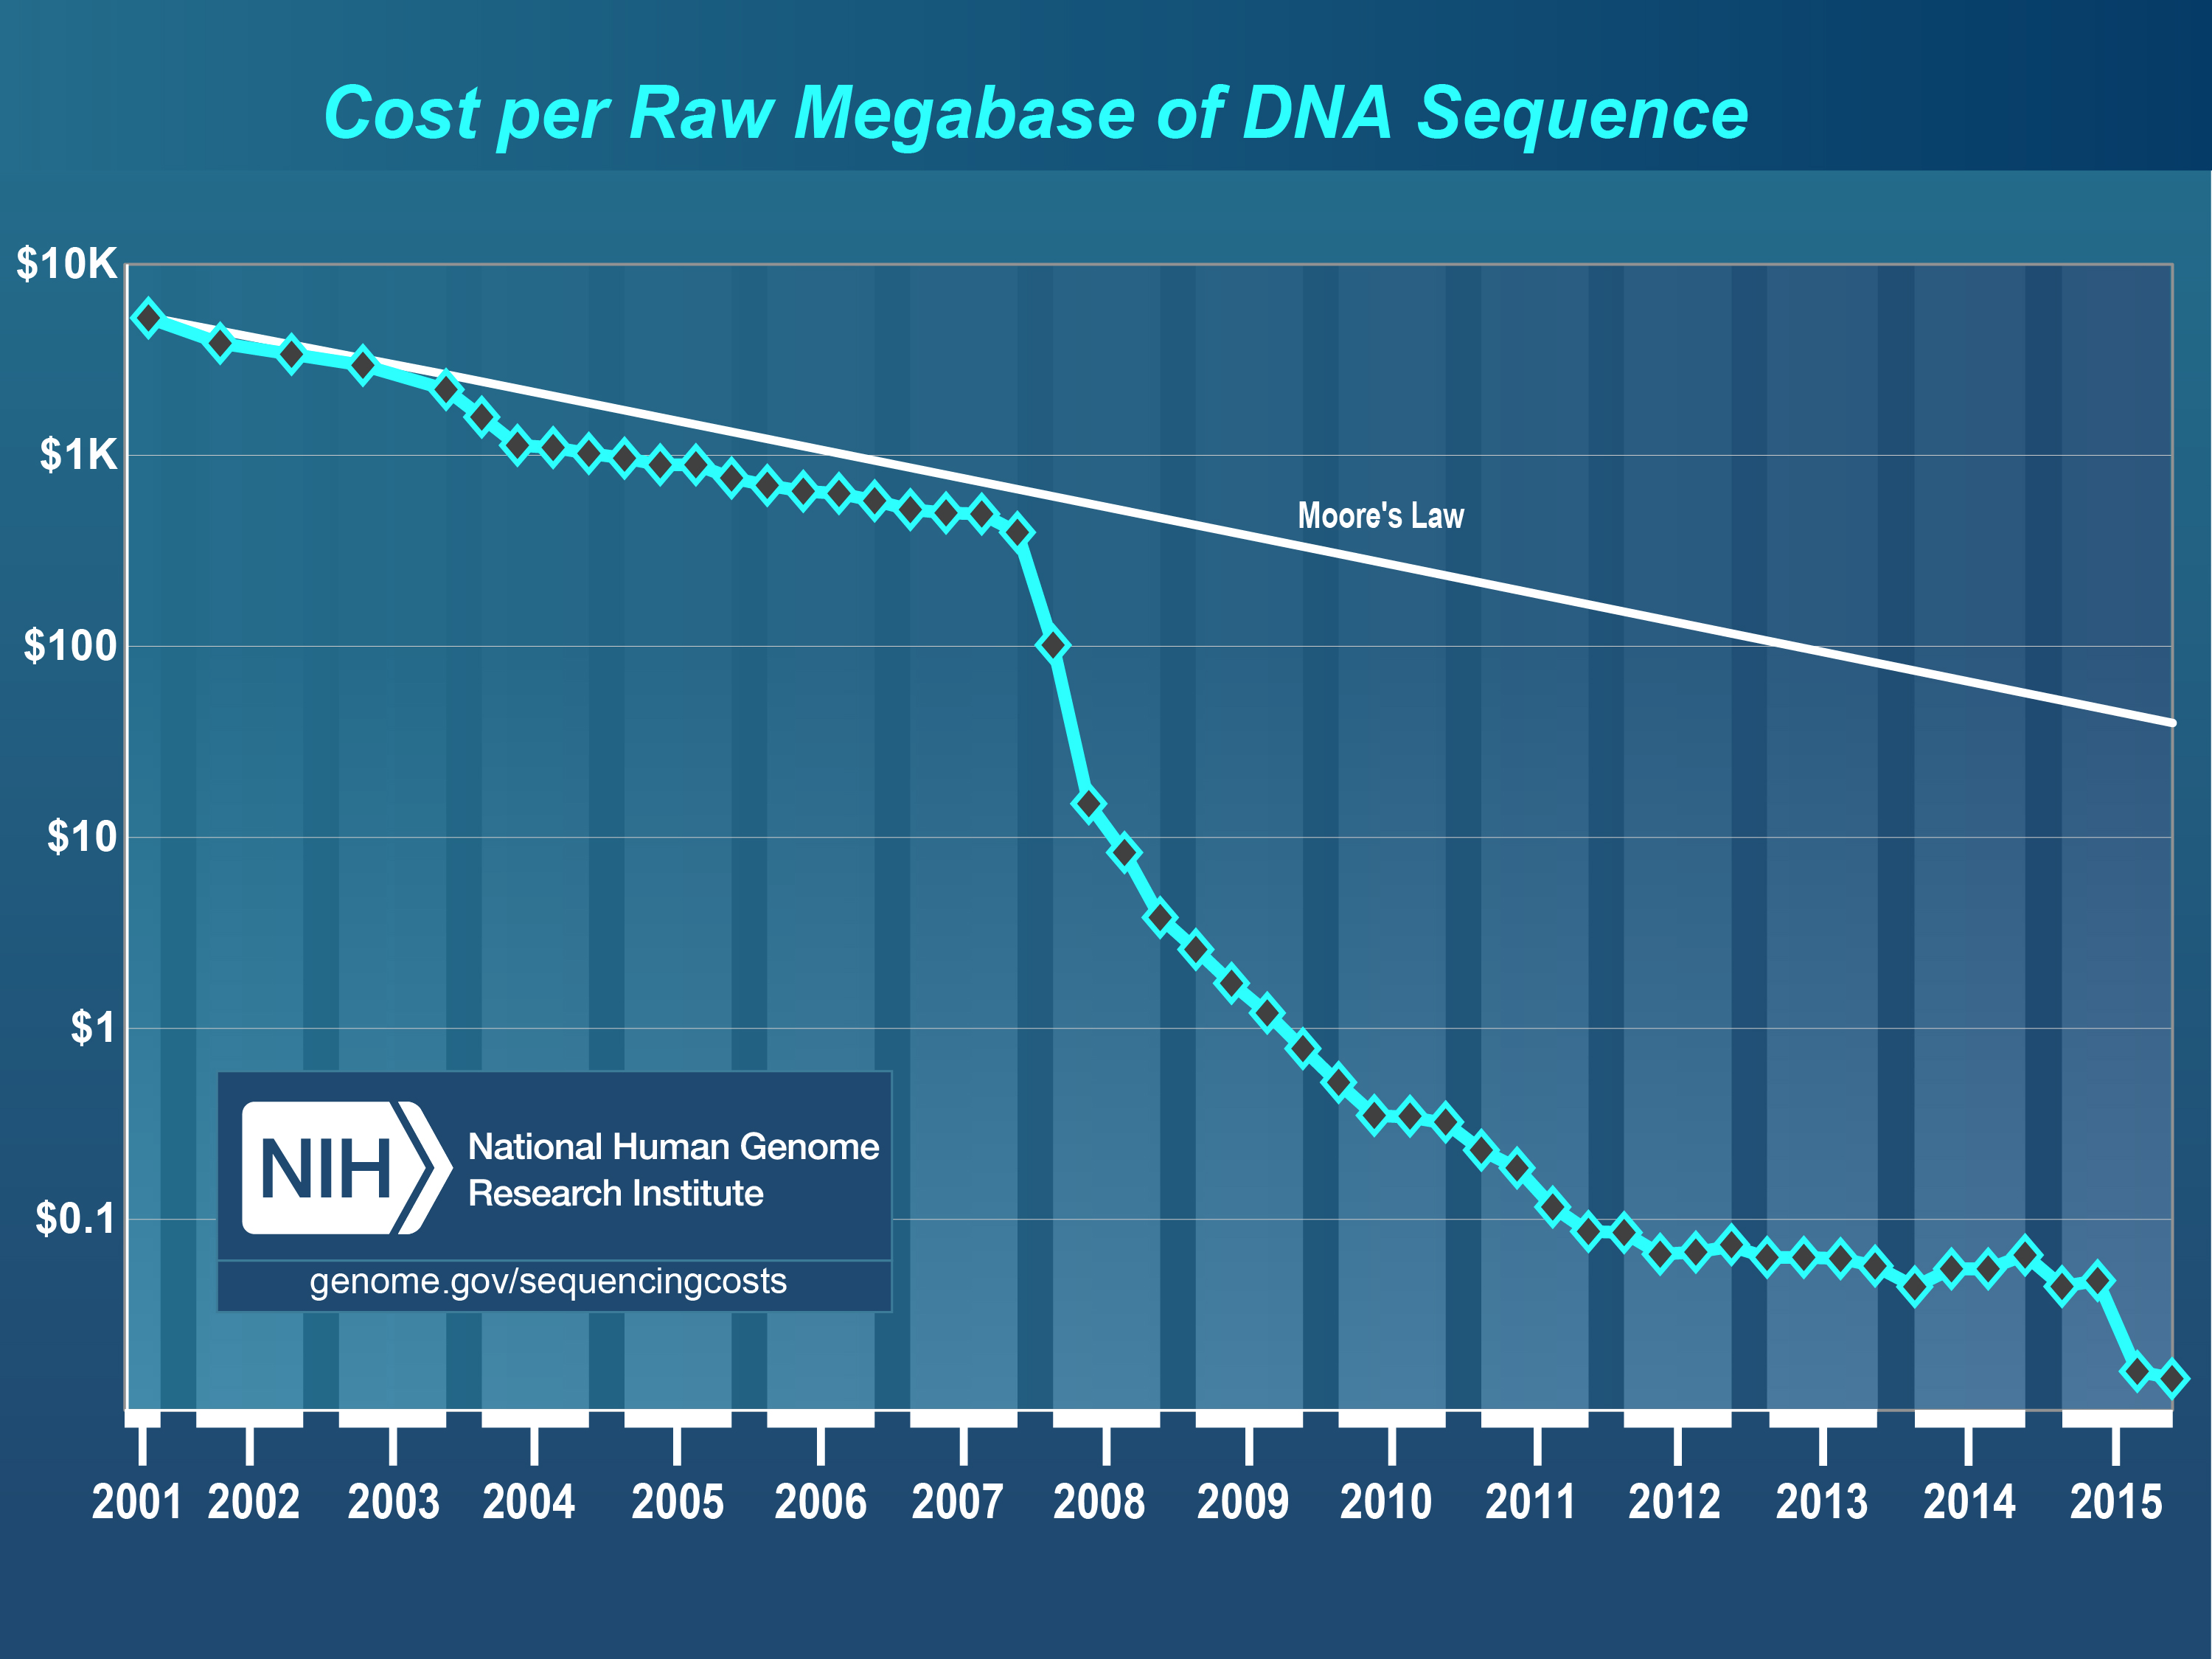 Cost per Raw Megabase of DNA Sequence
$10K
$1K
$100
$10
$1
$0.1
Moore's Law
NIH
National Human Genome
Research Institute
genome.gov/sequencingcosts
2001 2002 2003 2004 2005 2006 2007 2008 2009 2010 2011 2012 2013 2014 2015